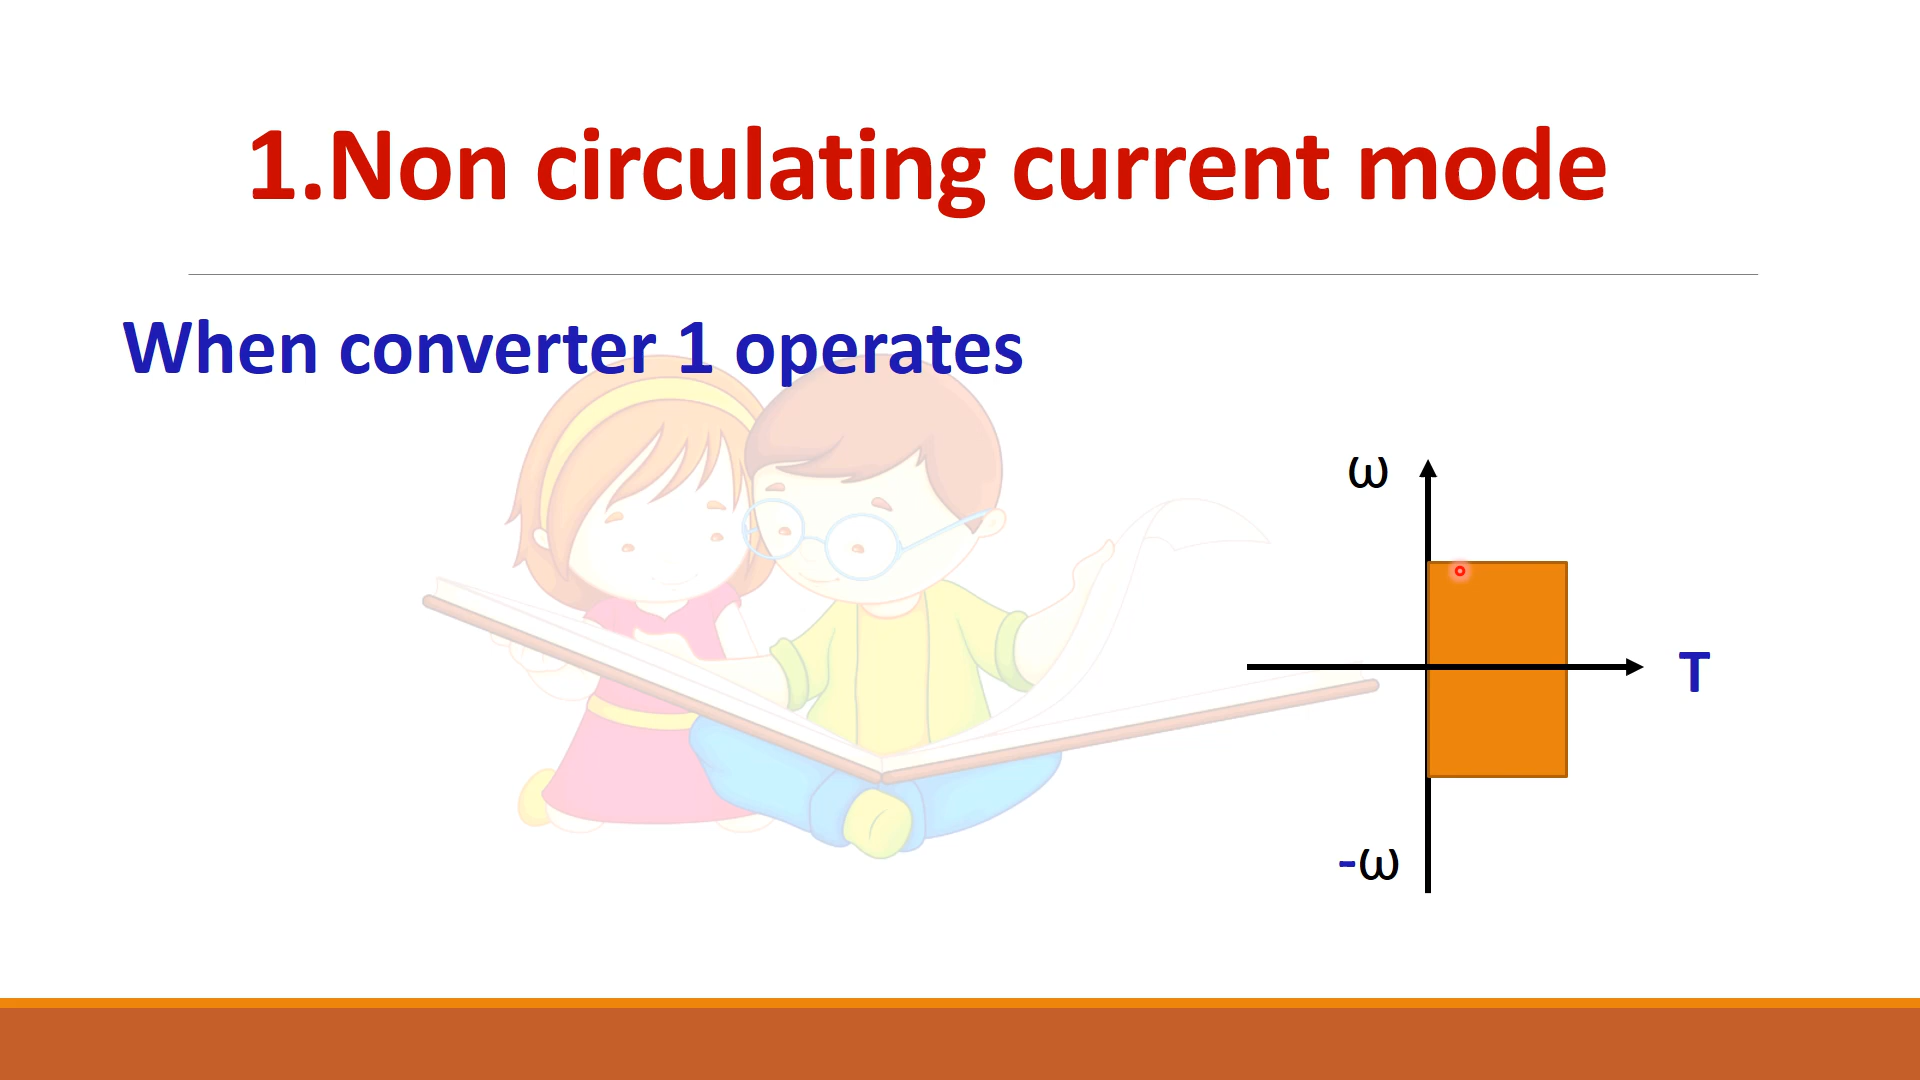 1.Non circulating current mode
When converter 1 operates
ω
T
-ω